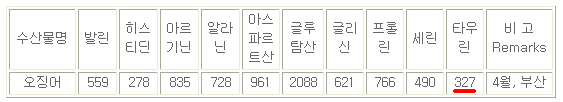 수산물명 발린 히스티딘 아르기닌 알라닌 아스파르트산 글루탐산 글리신 프롤린 세린 타우린 비 고 Remarks
오징어 559 278 835 728 961 2088 621 766 490 327 4월, 부산